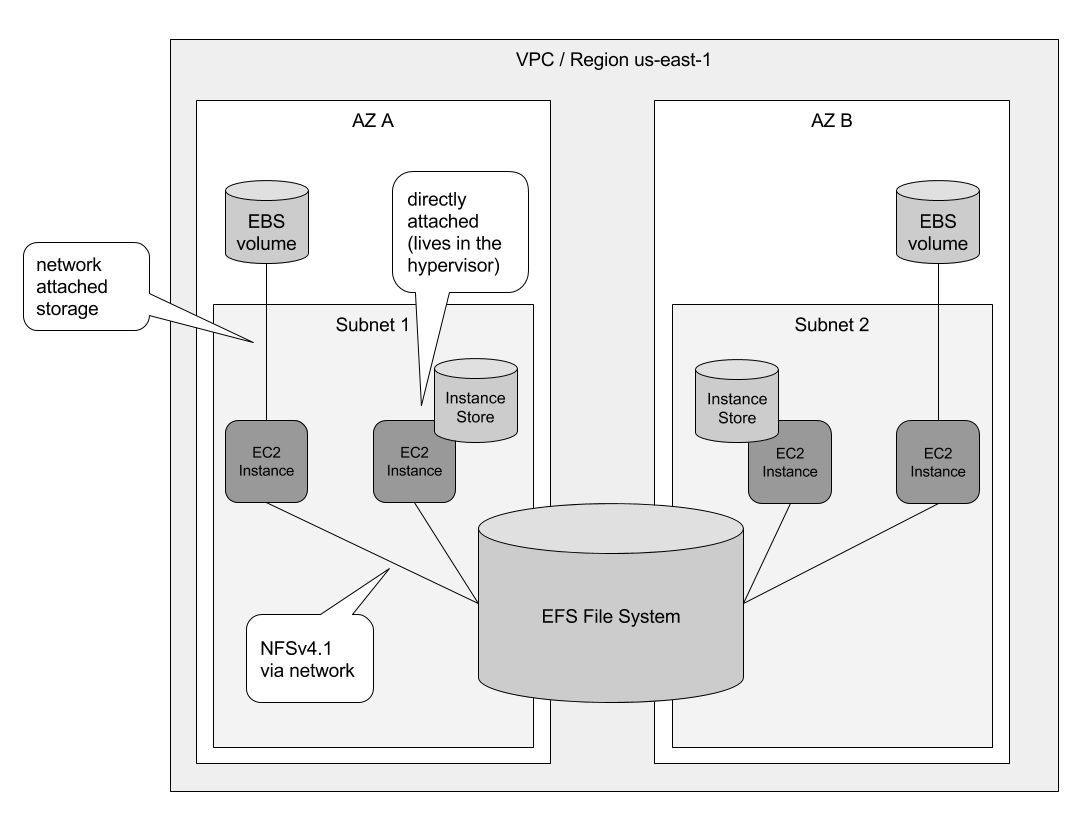 VPC / Region us-east-1
AZ A
AZ B
EBS
volume
directly
attached
(lives in the
hypervisor)
EBS
volume
network
attached
storage
Subnet 1
Subnet 2
Instance
Store
Instance
Store
EC2
Instance
EC2
Instance
EC2
Instance
EC2
Instance
EFS File System
NFSv4.1
via network